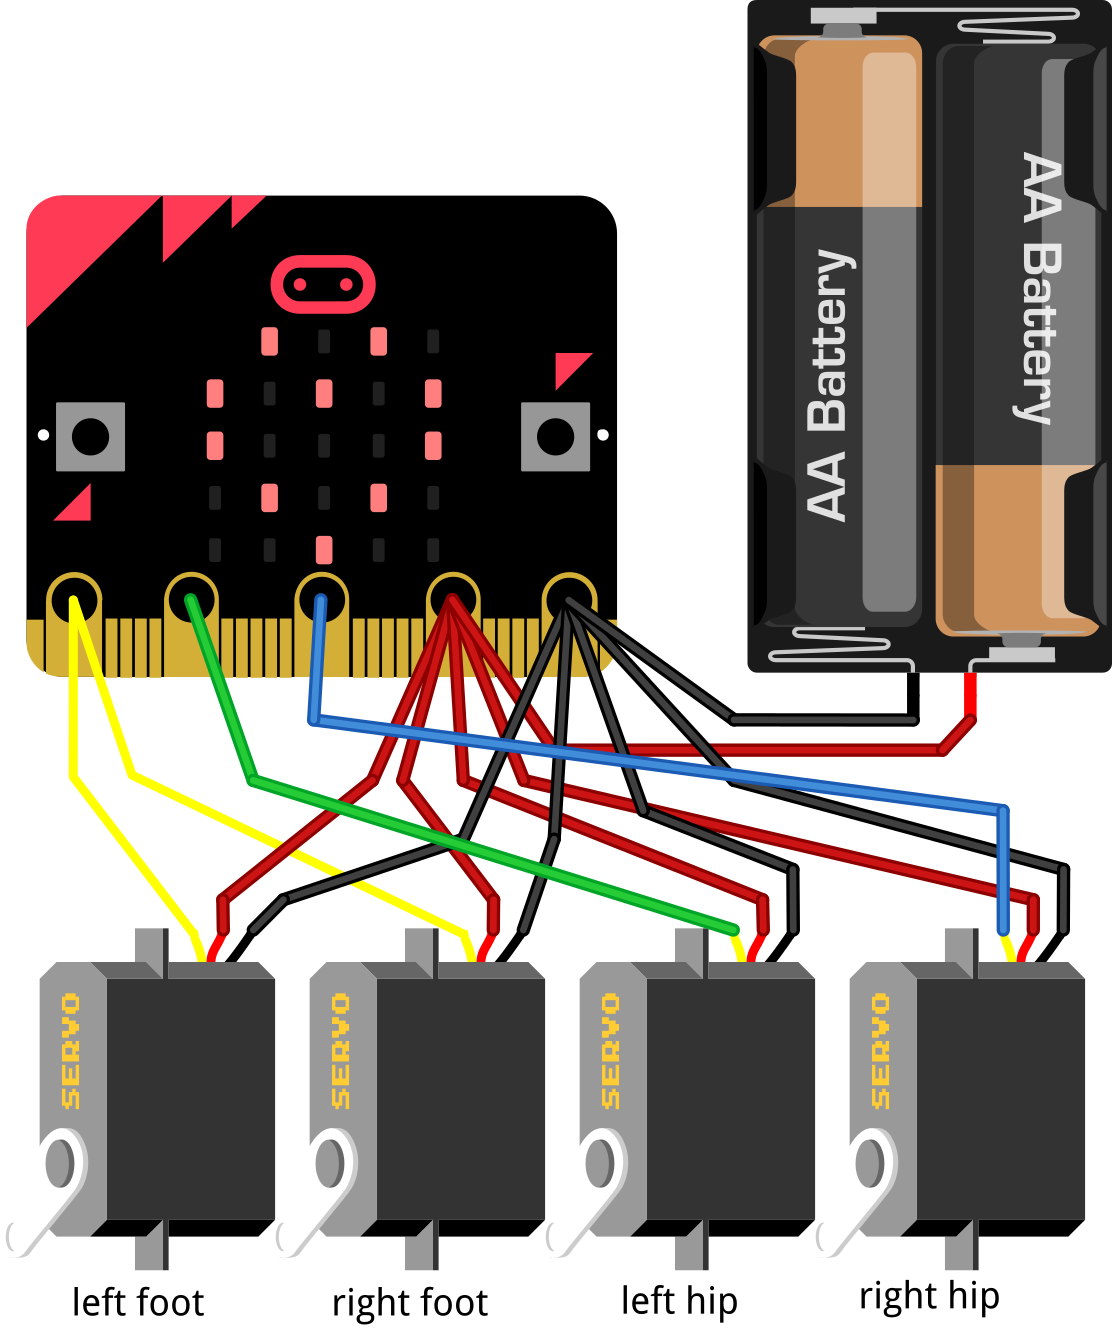 AA Battery
AA Battery
SERVO
SERVO
SERVO
SERVO
left foot
right foot
left hip
right hip